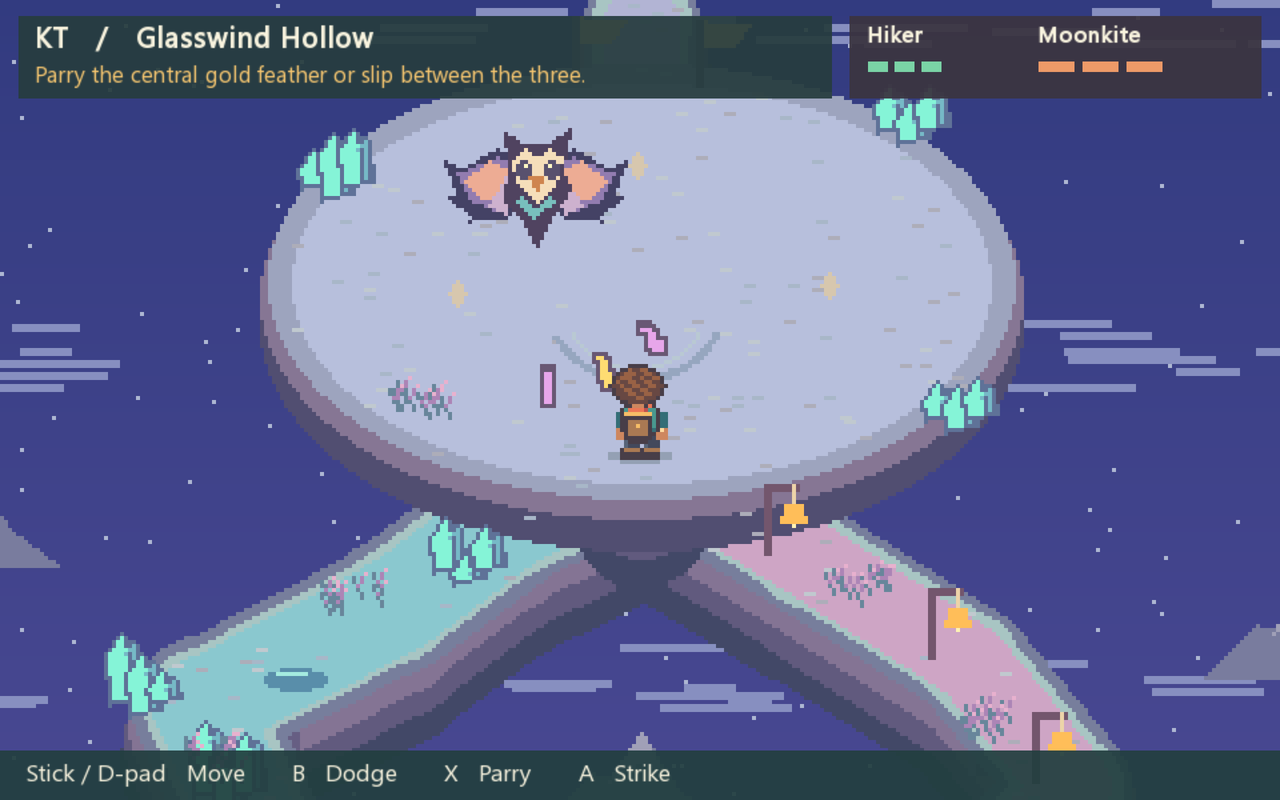 KT / Glasswind Hollow
Parry the central gold feather or slip between the three.
Hiker Moonkite
Stick / D-pad Move B Dodge X Parry A Strike